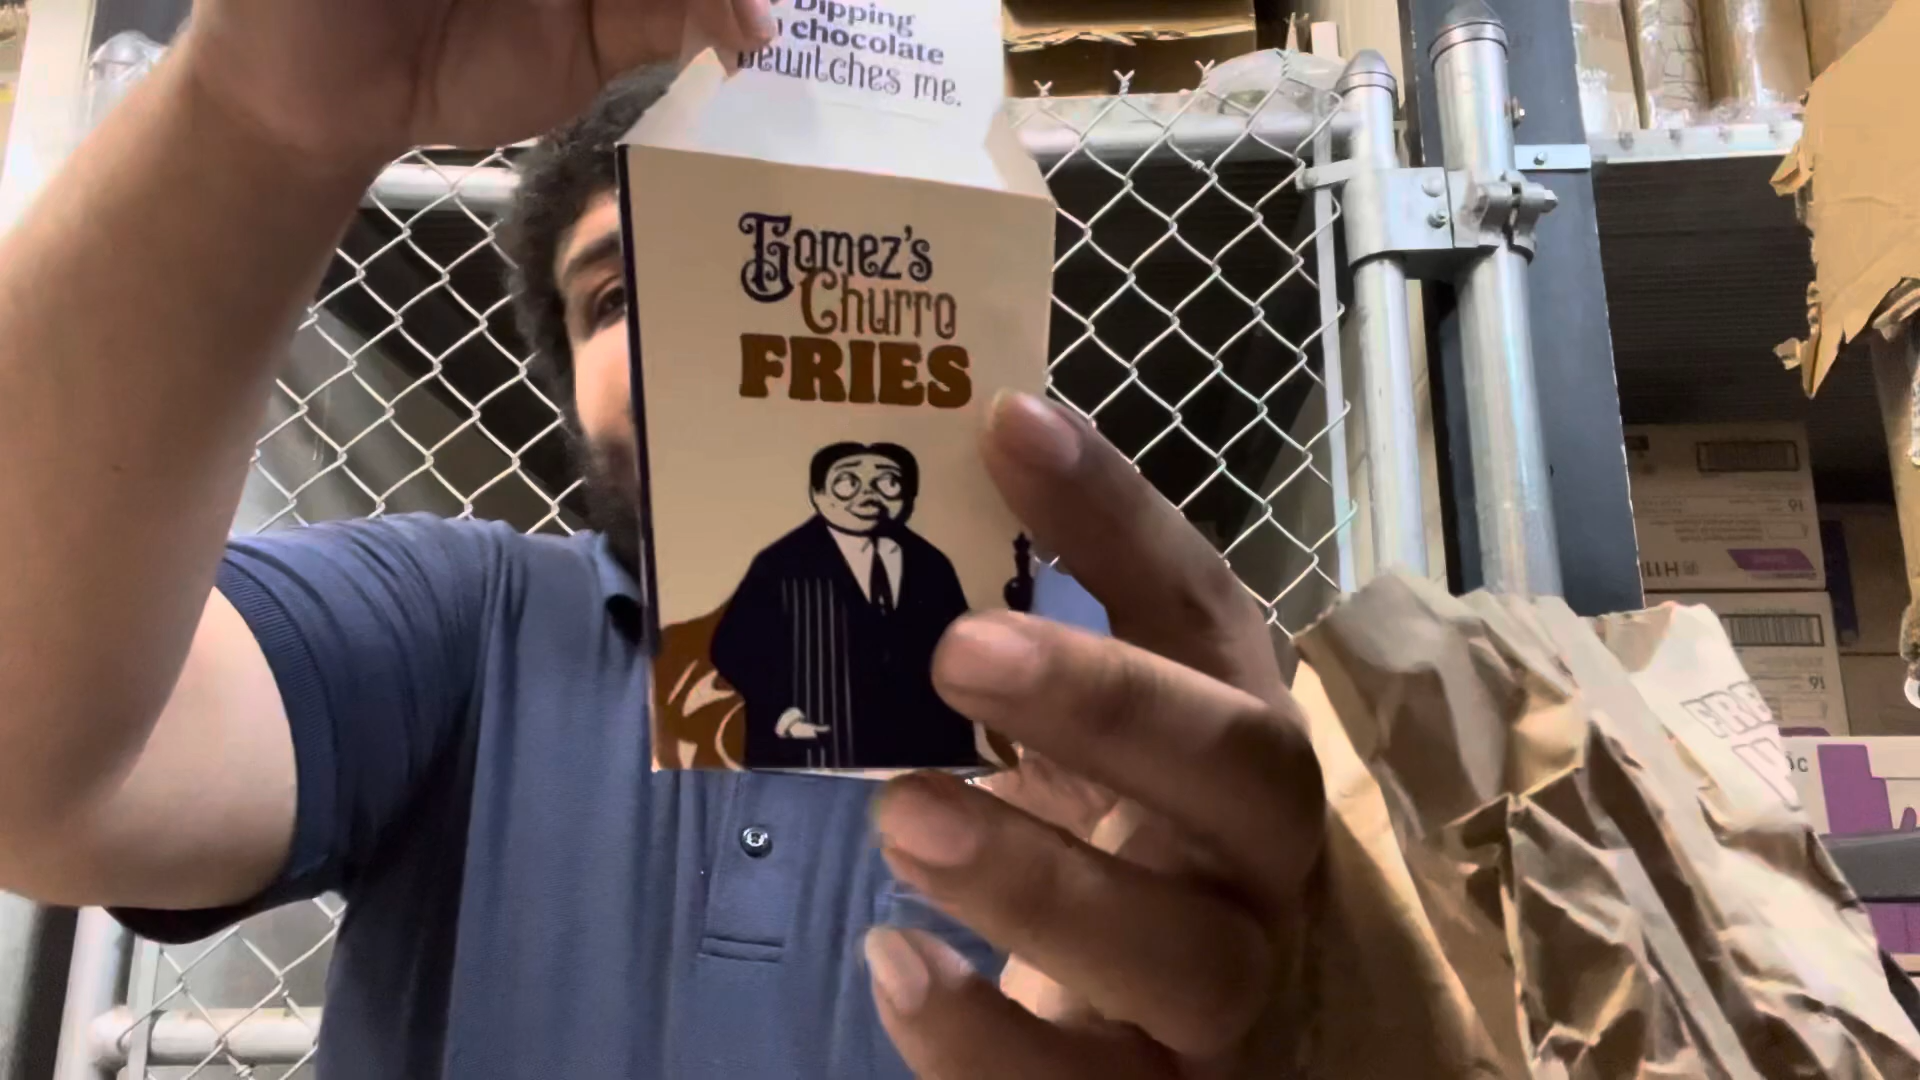 Dipping
chocolate
bewitches me.
Gomez's
Churro
FRIES